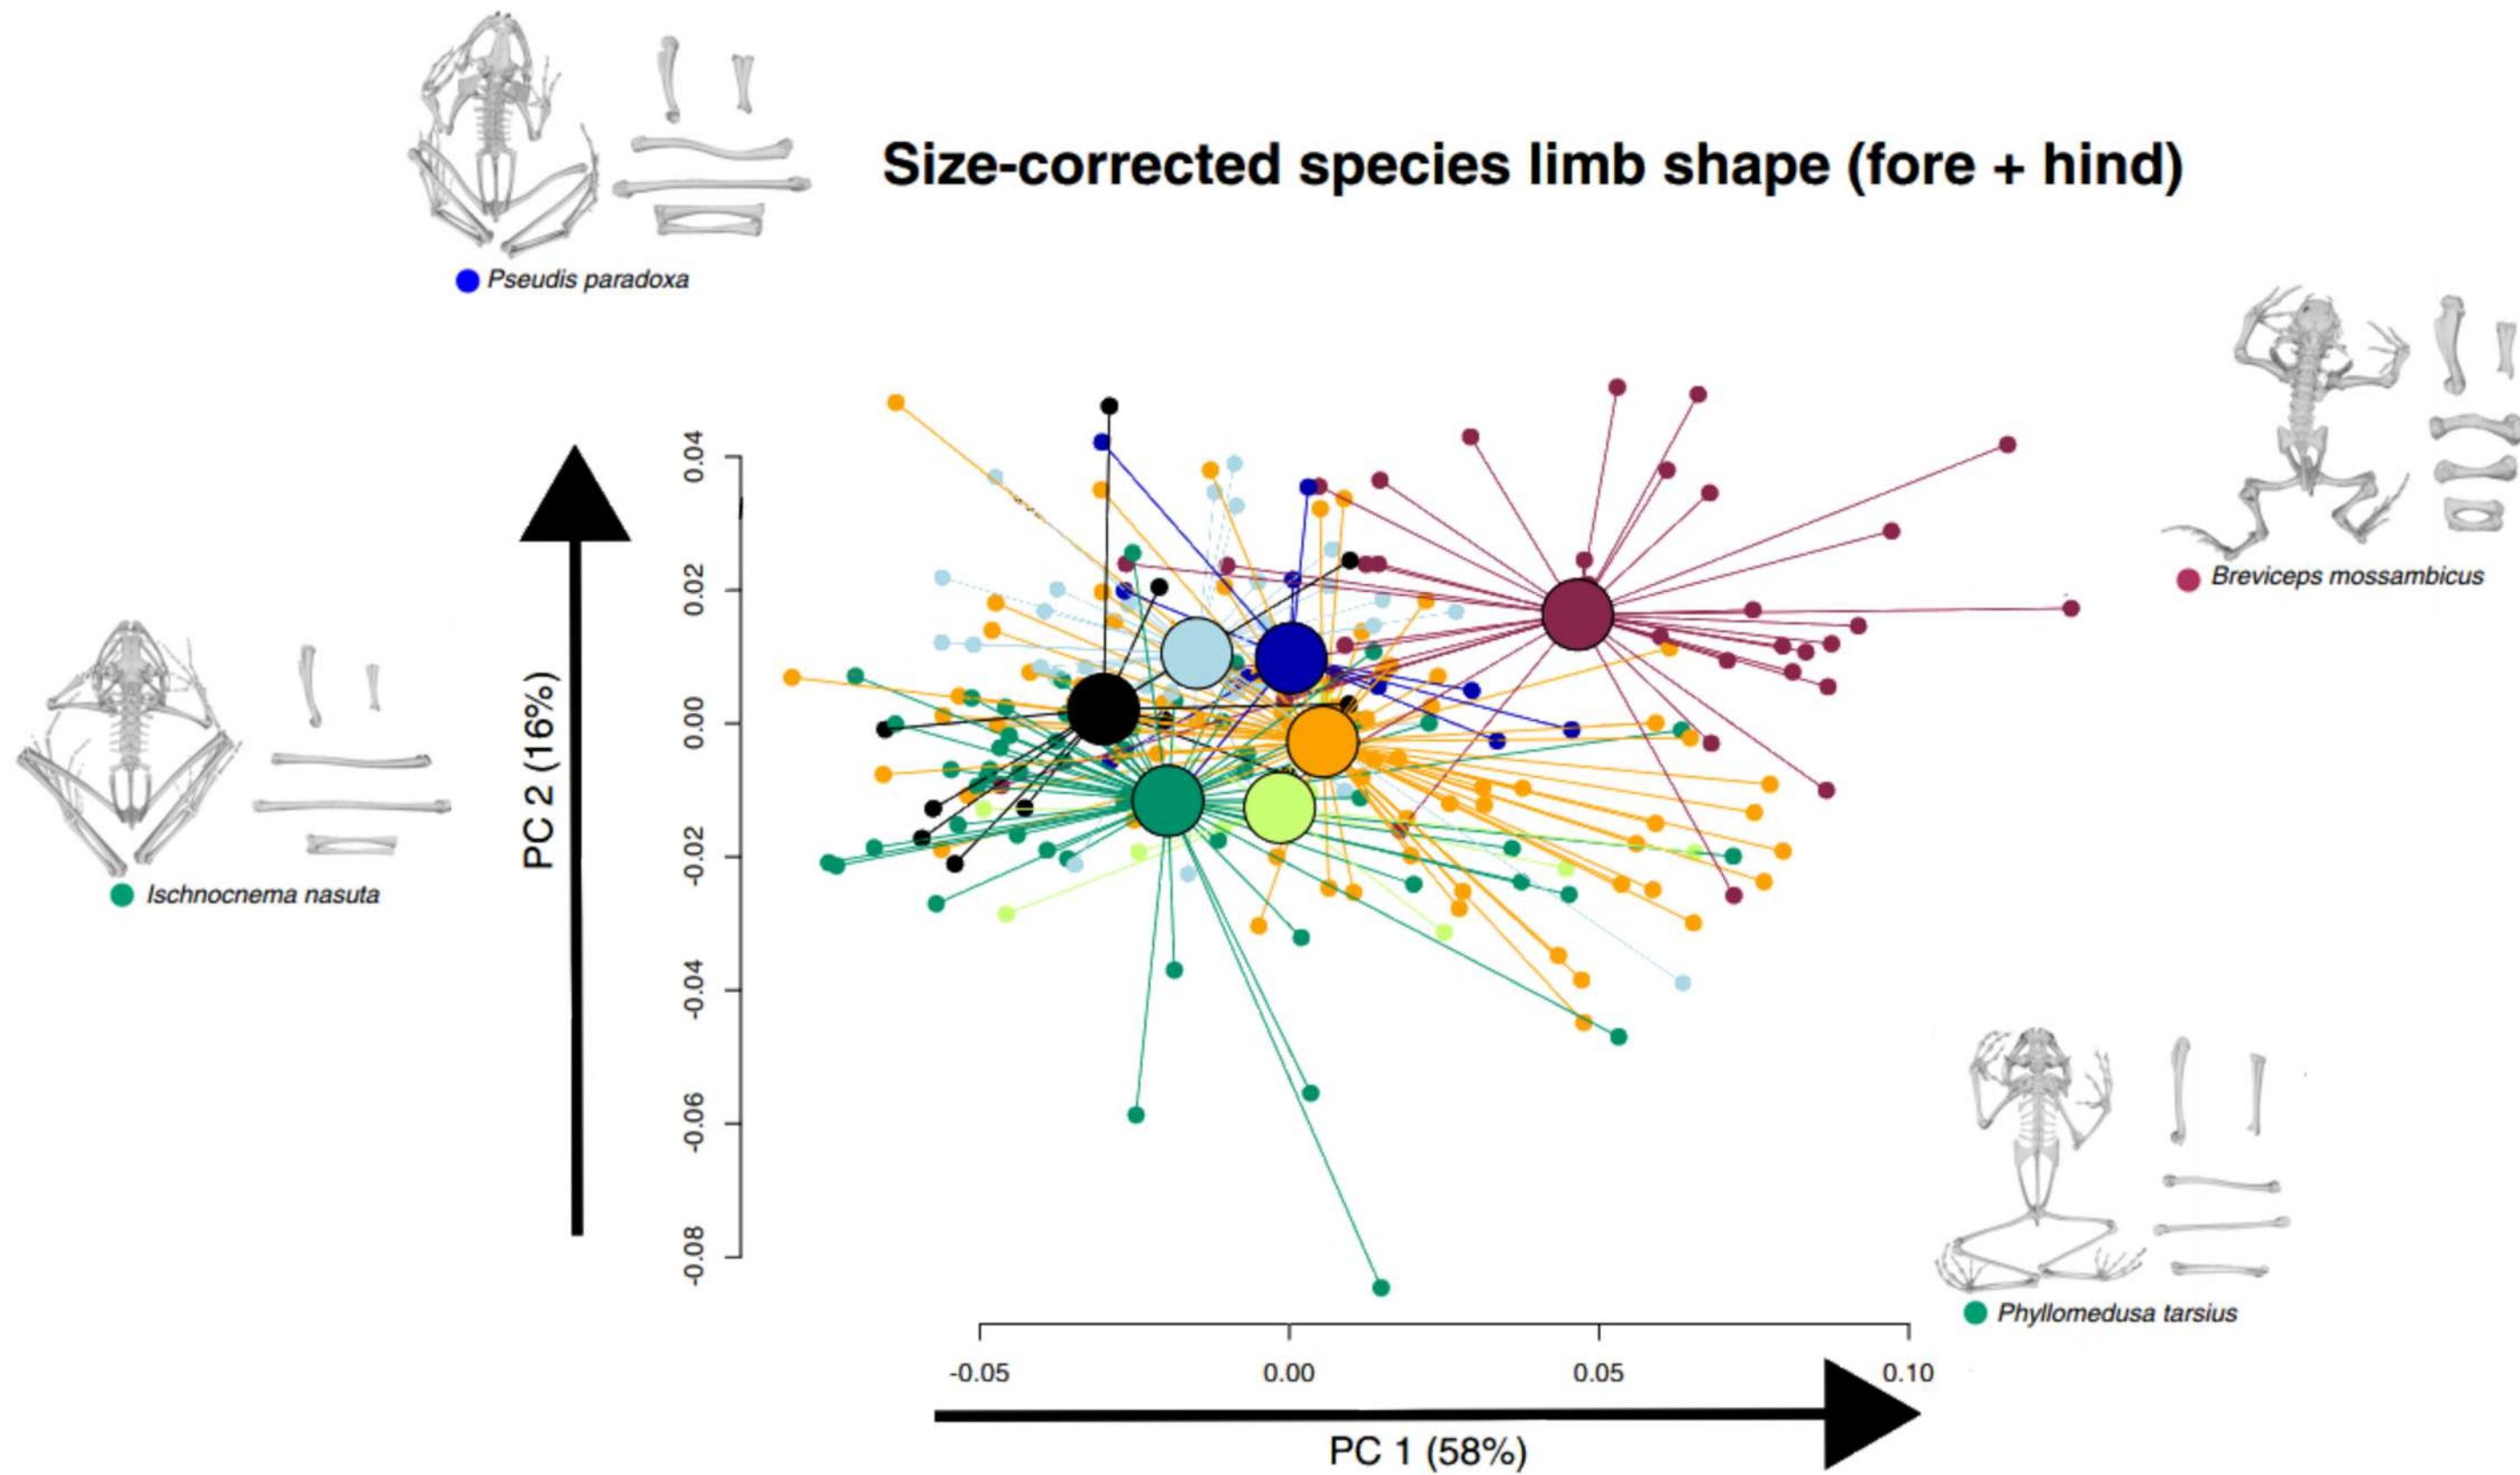 Size-corrected species limb shape (fore + hind)
Pseudis paradoxa
Breviceps mossambicus
Ischnocnema nasuta
Phyllomedusa tarsius
PC 2 (16%)
0.04
0.02
0.00
-0.02
-0.04
-0.06
-0.08
-0.05 0.00 0.05 0.10
PC 1 (58%)